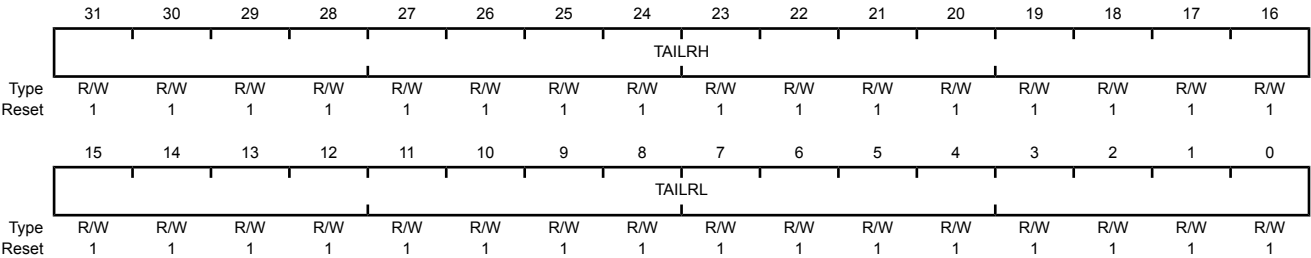 31 30 29 28 27 26 25 24 23 22 21 20 19 18 17 16
TAILRH
Type R/W R/W R/W R/W R/W R/W R/W R/W R/W R/W R/W R/W R/W R/W R/W R/W
Reset 1 1 1 1 1 1 1 1 1 1 1 1 1 1 1 1
15 14 13 12 11 10 9 8 7 6 5 4 3 2 1 0
TAILRL
Type R/W R/W R/W R/W R/W R/W R/W R/W R/W R/W R/W R/W R/W R/W R/W R/W
Reset 1 1 1 1 1 1 1 1 1 1 1 1 1 1 1 1